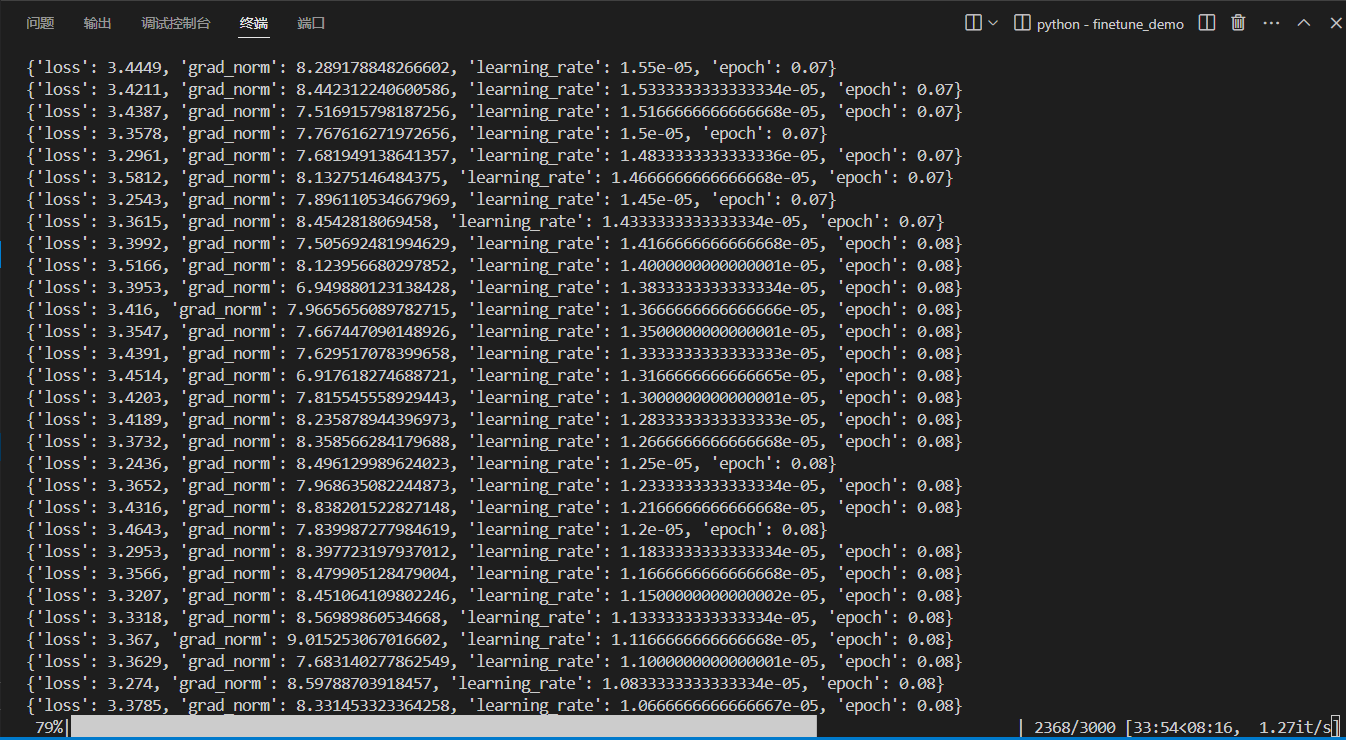 问题 输出 调试控制台 终端 端口 python - finetune_demo
{'loss': 3.4449, 'grad_norm': 8.289178848266602, 'learning_rate': 1.55e-05, 'epoch': 0.07}
{'loss': 3.4211, 'grad_norm': 8.442312240600586, 'learning_rate': 1.5333333333333334e-05, 'epoch': 0.07}
{'loss': 3.4387, 'grad_norm': 7.516915798187256, 'learning_rate': 1.5166666666666668e-05, 'epoch': 0.07}
{'loss': 3.3578, 'grad_norm': 7.767616271972656, 'learning_rate': 1.5e-05, 'epoch': 0.07}
{'loss': 3.2961, 'grad_norm': 7.681949138641357, 'learning_rate': 1.4833333333333336e-05, 'epoch': 0.07}
{'loss': 3.5812, 'grad_norm': 8.13275146484375, 'learning_rate': 1.4666666666666668e-05, 'epoch': 0.07}
{'loss': 3.2543, 'grad_norm': 7.896110534667969, 'learning_rate': 1.45e-05, 'epoch': 0.07}
{'loss': 3.3615, 'grad_norm': 8.4542818069458, 'learning_rate': 1.4333333333333334e-05, 'epoch': 0.07}
{'loss': 3.3992, 'grad_norm': 7.505692481994629, 'learning_rate': 1.4166666666666668e-05, 'epoch': 0.08}
{'loss': 3.5166, 'grad_norm': 8.123956680297852, 'learning_rate': 1.4000000000000001e-05, 'epoch': 0.08}
{'loss': 3.3953, 'grad_norm': 6.949880123138428, 'learning_rate': 1.3833333333333334e-05, 'epoch': 0.08}
{'loss': 3.416, 'grad_norm': 7.9665656089782715, 'learning_rate': 1.3666666666666666e-05, 'epoch': 0.08}
{'loss': 3.3547, 'grad_norm': 7.667447090148926, 'learning_rate': 1.3500000000000001e-05, 'epoch': 0.08}
{'loss': 3.4391, 'grad_norm': 7.629517078399658, 'learning_rate': 1.3333333333333333e-05, 'epoch': 0.08}
{'loss': 3.4514, 'grad_norm': 6.917618274688721, 'learning_rate': 1.3166666666666665e-05, 'epoch': 0.08}
{'loss': 3.4203, 'grad_norm': 7.815545558929443, 'learning_rate': 1.3000000000000001e-05, 'epoch': 0.08}
{'loss': 3.4189, 'grad_norm': 8.235878944396973, 'learning_rate': 1.2833333333333333e-05, 'epoch': 0.08}
{'loss': 3.3732, 'grad_norm': 8.358566284179688, 'learning_rate': 1.2666666666666668e-05, 'epoch': 0.08}
{'loss': 3.2436, 'grad_norm': 8.496129989624023, 'learning_rate': 1.25e-05, 'epoch': 0.08}
{'loss': 3.3652, 'grad_norm': 7.968635082244873, 'learning_rate': 1.2333333333333334e-05, 'epoch': 0.08}
{'loss': 3.4316, 'grad_norm': 8.838201522827148, 'learning_rate': 1.2166666666666668e-05, 'epoch': 0.08}
{'loss': 3.4643, 'grad_norm': 7.839987277984619, 'learning_rate': 1.2e-05, 'epoch': 0.08}
{'loss': 3.2953, 'grad_norm': 8.397723197937012, 'learning_rate': 1.1833333333333334e-05, 'epoch': 0.08}
{'loss': 3.3566, 'grad_norm': 8.479905128479004, 'learning_rate': 1.1666666666666668e-05, 'epoch': 0.08}
{'loss': 3.3207, 'grad_norm': 8.451064109802246, 'learning_rate': 1.1500000000000002e-05, 'epoch': 0.08}
{'loss': 3.3318, 'grad_norm': 8.56989860534668, 'learning_rate': 1.1333333333333334e-05, 'epoch': 0.08}
{'loss': 3.367, 'grad_norm': 9.015253067016602, 'learning_rate': 1.1166666666666668e-05, 'epoch': 0.08}
{'loss': 3.3629, 'grad_norm': 7.683140277862549, 'learning_rate': 1.1000000000000001e-05, 'epoch': 0.08}
{'loss': 3.274, 'grad_norm': 8.59788703918457, 'learning_rate': 1.0833333333333334e-05, 'epoch': 0.08}
{'loss': 3.3785, 'grad_norm': 8.331453323364258, 'learning_rate': 1.0666666666666667e-05, 'epoch': 0.08}
79%| | 2368/3000 [33:54<08:16, 1.27it/s]